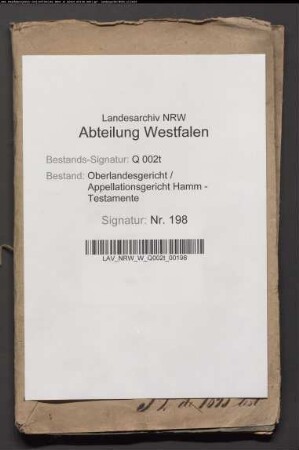 Landesarchiv NRW
Abteilung Westfalen
Bestands-Signatur: Q 002t
Bestand: Oberlandesgericht /
Appellationsgericht Hamm -
Testamente
Signatur: Nr. 198
LAV_NRW_W_Q002t_00198